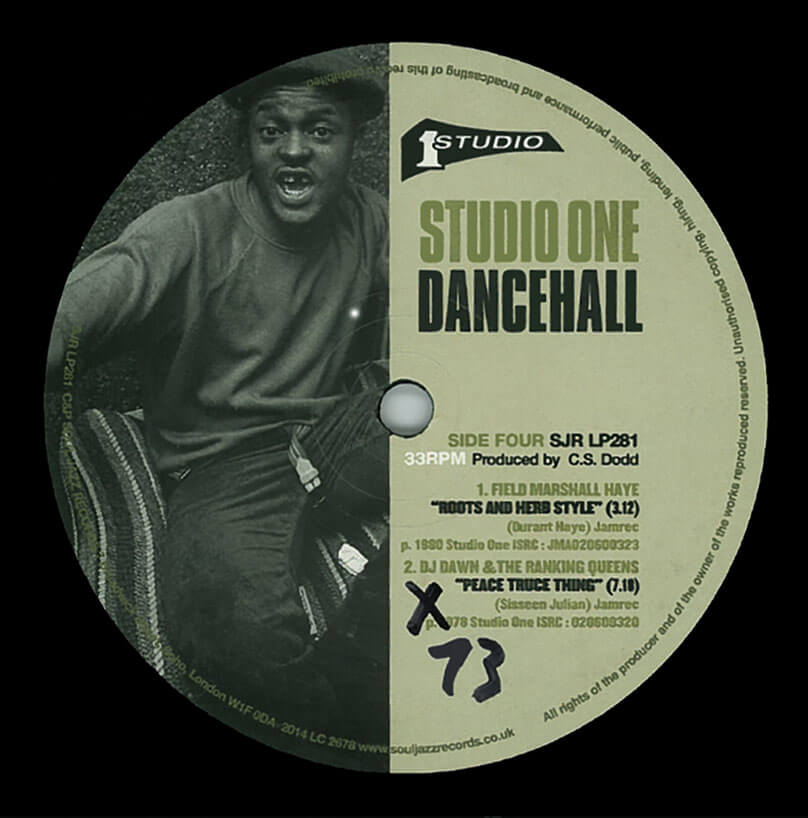 1 STUDIO
STUDIO ONE
DANCEHALL
SIDE FOUR SJR LP281
33RPM Produced by C.S. Dodd
1. FIELD MARSHALL HAYE
"ROOTS AND HERB STYLE" (3.12)
(Durant Haye) Jamrec
p. 1980 Studio One ISRC : JMA020600323
2. DJ DAWN &THE RANKING QUEENS
"PEACE TRUCE THING" (7.18)
(Sisseen Julian) Jamrec
p. 1978 Studio One ISRC : 020600320
X
73
All rights of the producer and of the owner of the works reproduced reserved. Unauthorised copying, hiring, lending, public performance and broadcasting of this record prohibited
SJR LP281
London W1F 0DA 2014 LC 2678 www.souljazzrecords.co.uk